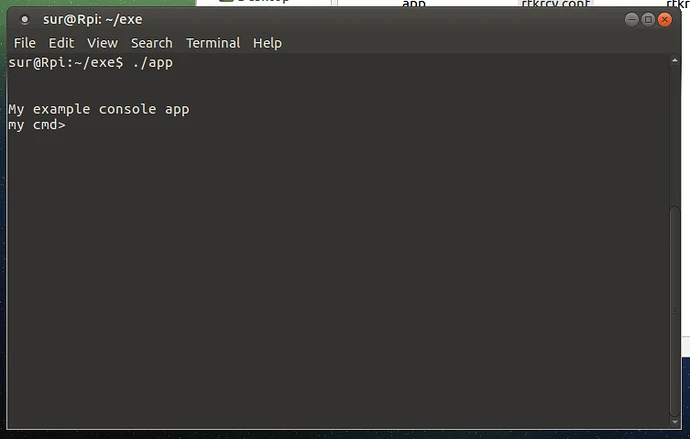 app
sur@Rpi: ~/exe
File Edit View Search Terminal Help
sur@Rpi:~/exe$ ./app
My example console app
my cmd>